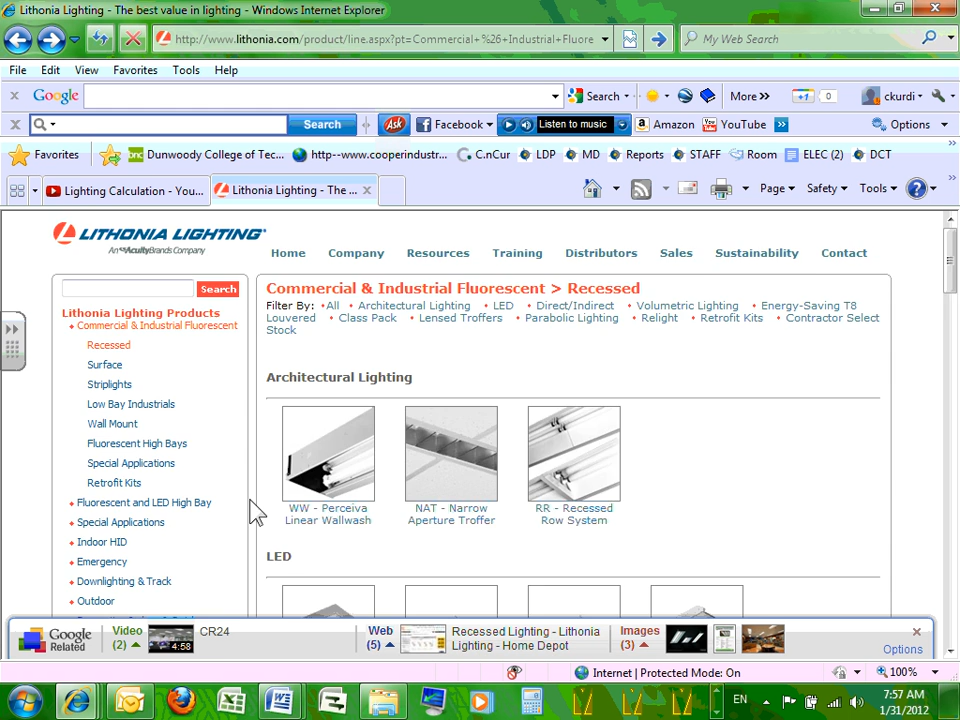 Lithonia Lighting - The best value in lighting - Windows Internet Explorer
http://www.lithonia.com/product/line.aspx?pt=Commercial+%26+Industrial+Fluore
My Web Search
File Edit View Favorites Tools Help
Google Search More >> +1 0 ckurdi
Search Ask Facebook Listen to music Amazon YouTube >> Options
Favorites Dunwoody College of Tec... http--www.cooperindustr... C.nCur LDP MD Reports STAFF Room ELEC (2) DCT
Lighting Calculation - You... Lithonia Lighting - The ... Page Safety Tools
LITHONIA LIGHTING
An AcuityBrands Company
Home Company Resources Training Distributors Sales Sustainability Contact
Search
Lithonia Lighting Products
Commercial & Industrial Fluorescent
Recessed
Surface
Striplights
Low Bay Industrials
Wall Mount
Fluorescent High Bays
Special Applications
Retrofit Kits
Fluorescent and LED High Bay
Special Applications
Indoor HID
Emergency
Downlighting & Track
Outdoor
Commercial & Industrial Fluorescent > Recessed
Filter By: All Architectural Lighting LED Direct/Indirect Volumetric Lighting Energy-Saving T8
Louvered Class Pack Lensed Troffers Parabolic Lighting Relight Retrofit Kits Contractor Select
Stock
Architectural Lighting
WW - Perceiva
Linear Wallwash
NAT - Narrow
Aperture Troffer
RR - Recessed
Row System
LED
Google
Related
Video
(2)
4:58
CR24
Web
(5)
Recessed Lighting - Lithonia
Lighting - Home Depot
Images
(3)
Options
Internet | Protected Mode: On 100%
EN
7:57 AM
1/31/2012